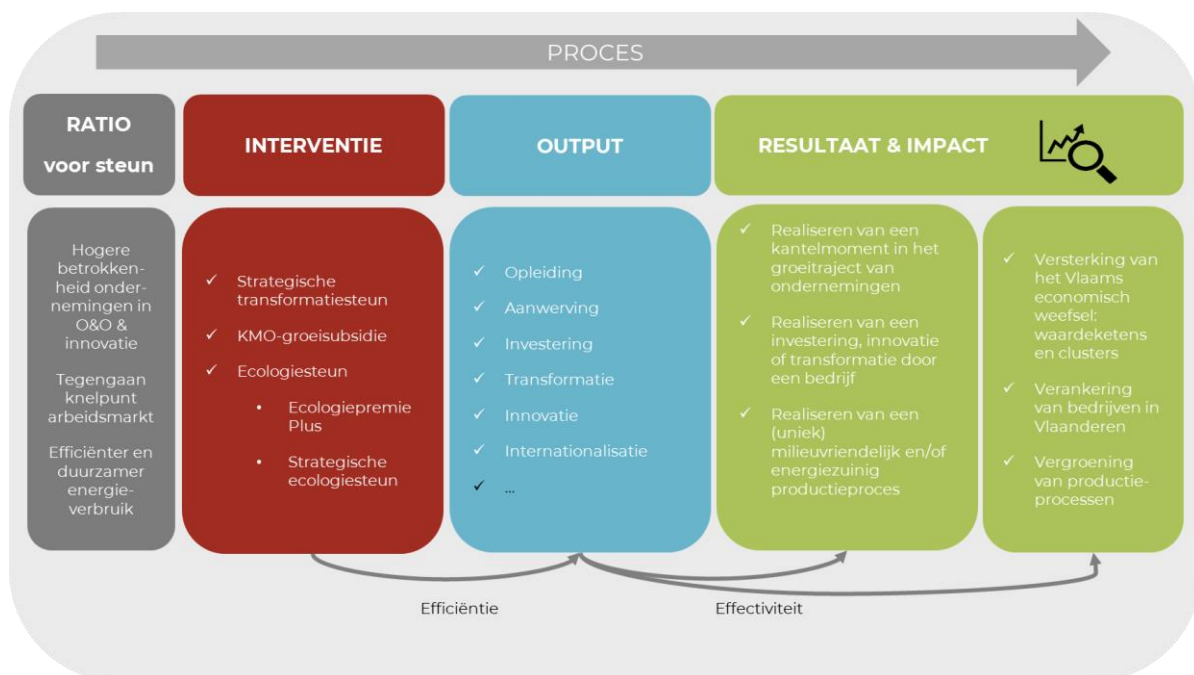 PROCES
RATIO
voor steun
INTERVENTIE
OUTPUT
RESULTAAT & IMPACT
Hogere
betrokken-
heid onder-
nemingen in
O&O &
innovatie
Tegengaan
knelpunt
arbeidsmarkt
Efficiënter en
duurzamer
energie-
verbruik
✓ Strategische
transformatiesteun
✓ KMO-groeisubsidie
✓ Ecologiesteun
• Ecologiepremie
Plus
• Strategische
ecologiesteun
✓ Opleiding
✓ Aanwerving
✓ Investering
✓ Transformatie
✓ Innovatie
✓ Internationalisatie
✓ ...
✓ Realiseren van een
kantelmoment in het
groeitraject van
ondernemingen
✓ Realiseren van een
investering, innovatie
of transformatie door
een bedrijf
✓ Realiseren van een
(uniek)
milieuvriendelijk en/of
energiezuinig
productieproces
✓ Versterking van
het Vlaams
economisch
weefsel:
waardeketens
en clusters
✓ Verankering
van bedrijven in
Vlaanderen
✓ Vergroening
van productie-
processen
Efficiëntie
Effectiviteit